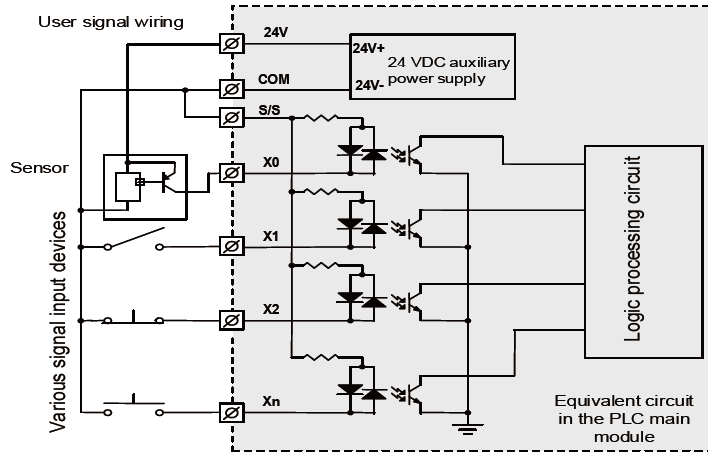 User signal wiring
24V
24V+
24 VDC auxiliary
power supply
24V-
COM
S/S
Sensor
X0
X1
X2
Xn
Various signal input devices
Logic processing circuit
Equivalent circuit
in the PLC main
module